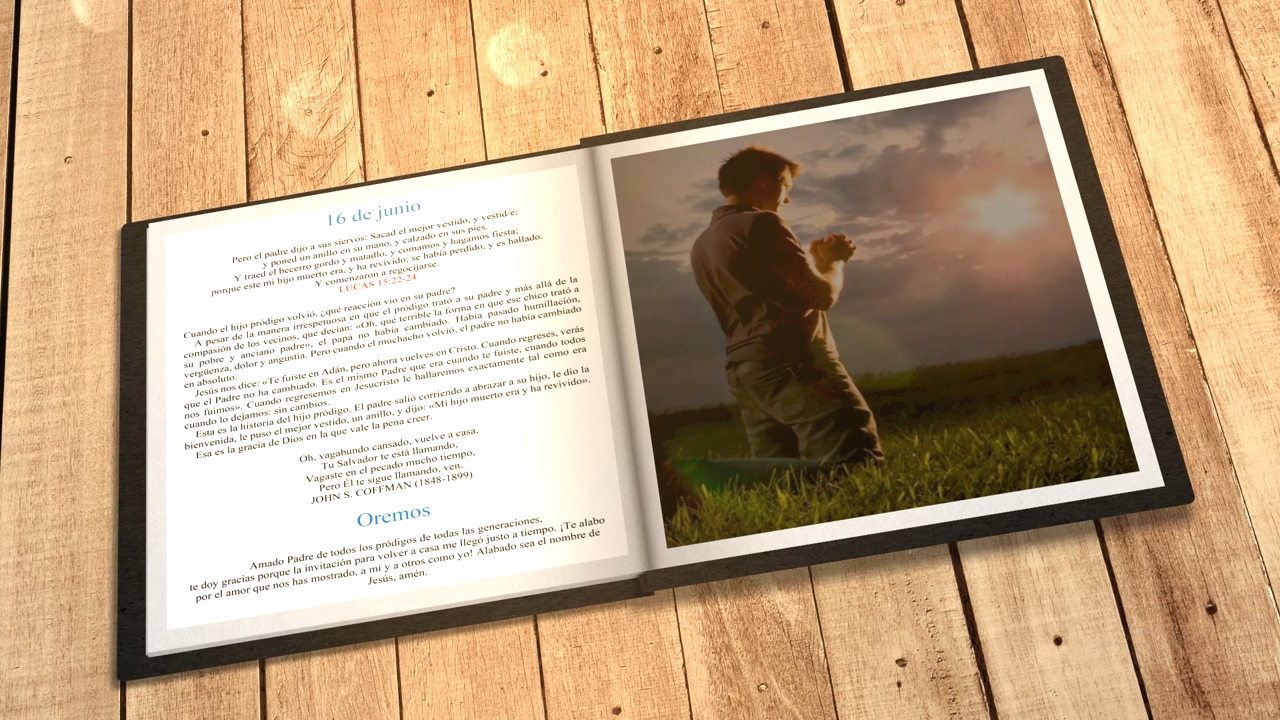 16 de junio
Pero el padre dijo a sus siervos: Sacad el mejor vestido, y vestid/e;
y poned un anillo en su mano, y calzado en sus pies.
Y traed el becerro gordo y matadlo, y comamos y hagamos fiesta;
porque este mi hijo muerto era, y ha revivido; se había perdido, y es hallado.
Y comenzaron a regocijarse.
LUCAS 15:22-24
Cuando el hijo pródigo volvió, ¿qué reacción vio en su padre?
A pesar de la manera irrespetuosa en que el pródigo trató a su padre y más allá de la
compasión de los vecinos, que decían: «Oh, qué terrible la forma en que ese chico trató a
su pobre y anciano padre», el papá no había cambiado. Había pasado humillación,
vergüenza, dolor y angustia. Pero cuando el muchacho volvió, el padre no había cambiado
en absoluto.
Jesús nos dice: «Te fuiste en Adán, pero ahora vuelves en Cristo. Cuando regreses, verás
que el Padre no ha cambiado. Es el mismo Padre que era cuando te fuiste, cuando todos
nos fuimos». Cuando regresemos en Jesucristo le hallaremos exactamente tal como era
cuando lo dejamos: sin cambios.
Esta es la historia del hijo pródigo. El padre salió corriendo a abrazar a su hijo, le dio la
bienvenida, le puso el mejor vestido, un anillo, y dijo: «Mi hijo muerto era y ha revivido».
Esa es la gracia de Dios en la que vale la pena creer.
Oh, vagabundo cansado, vuelve a casa,
Tu Salvador te está llamando,
Vagaste en el pecado mucho tiempo,
Pero Él te sigue llamando, ven.
JOHN S. COFFMAN (1848-1899)
Oremos
Amado Padre de todos los pródigos de todas las generaciones,
te doy gracias porque la invitación para volver a casa me llegó justo a tiempo. ¡Te alabo
por el amor que nos has mostrado, a mí y a otros como yo! Alabado sea el nombre de
Jesús, amén.